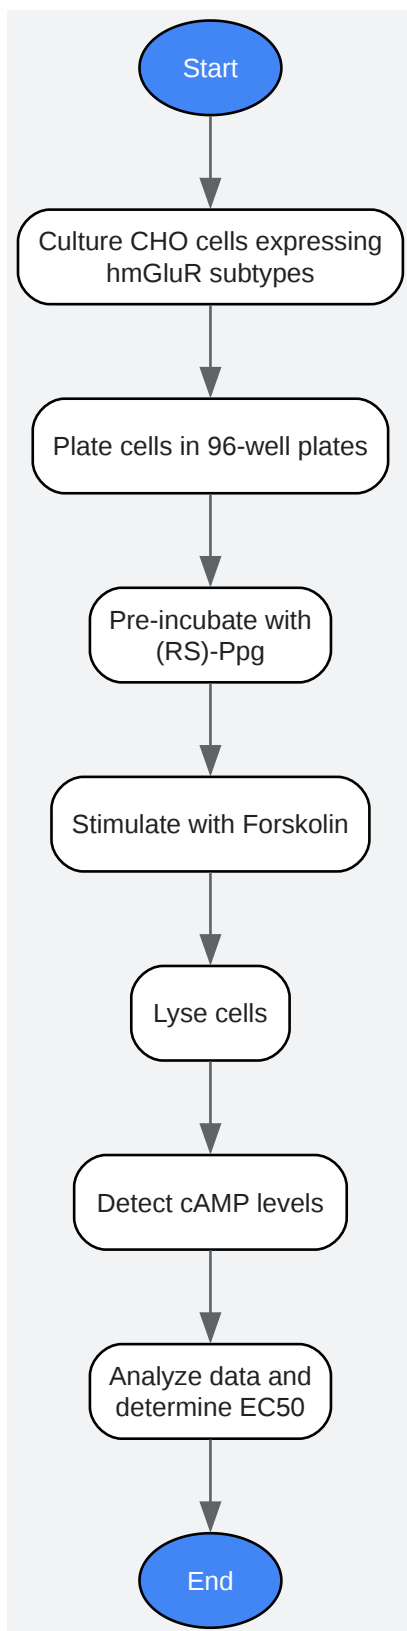 Start
Culture CHO cells expressing
hmGluR subtypes
Plate cells in 96-well plates
Pre-incubate with
(RS)-Ppg
Stimulate with Forskolin
Lyse cells
Detect cAMP levels
Analyze data and
determine EC50
End